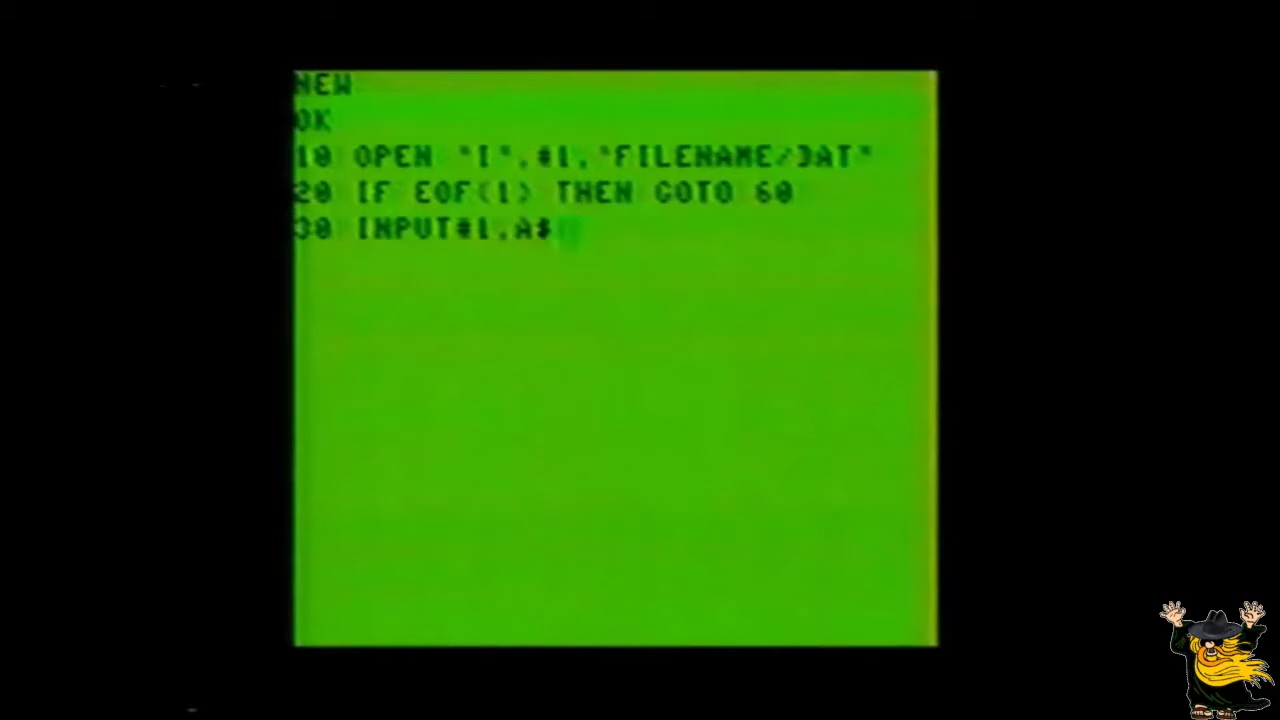 NEW
OK
10 OPEN "I",#1,"FILENAME/DAT"
20 IF EOF(1) THEN GOTO 60
30 INPUT#1,A$